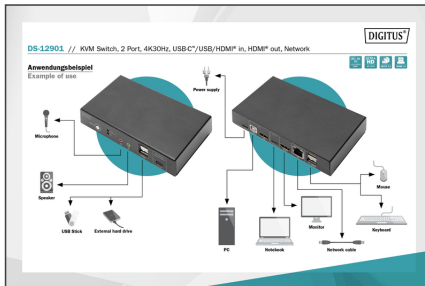 DIGITUS®
DS-12901 // KVM Switch, 2 Port, 4K30Hz, USB-C™/USB/HDMI® in, HDMI® out, Network
Anwendungsbeispiel
Example of use
Power supply
Microphone
Speaker
USB Stick
External hard drive
PC
Notebook
Monitor
Network cable
Mouse
Keyboard